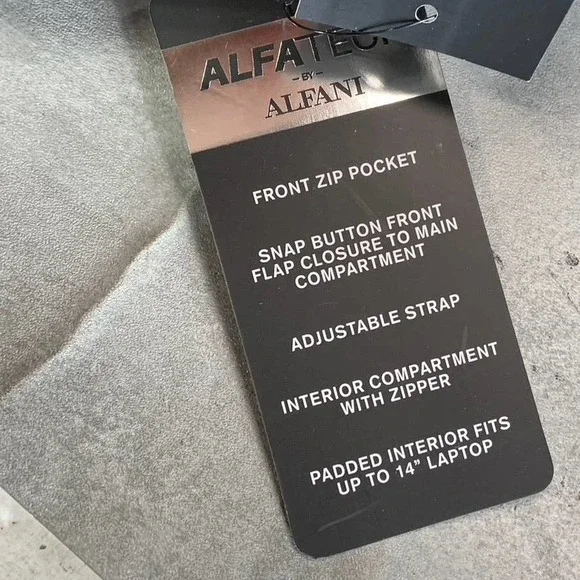 ALFATECH
- BY -
ALFANI
FRONT ZIP POCKET
SNAP BUTTON FRONT
FLAP CLOSURE TO MAIN
COMPARTMENT
ADJUSTABLE STRAP
INTERIOR COMPARTMENT
WITH ZIPPER
PADDED INTERIOR FITS
UP TO 14” LAPTOP